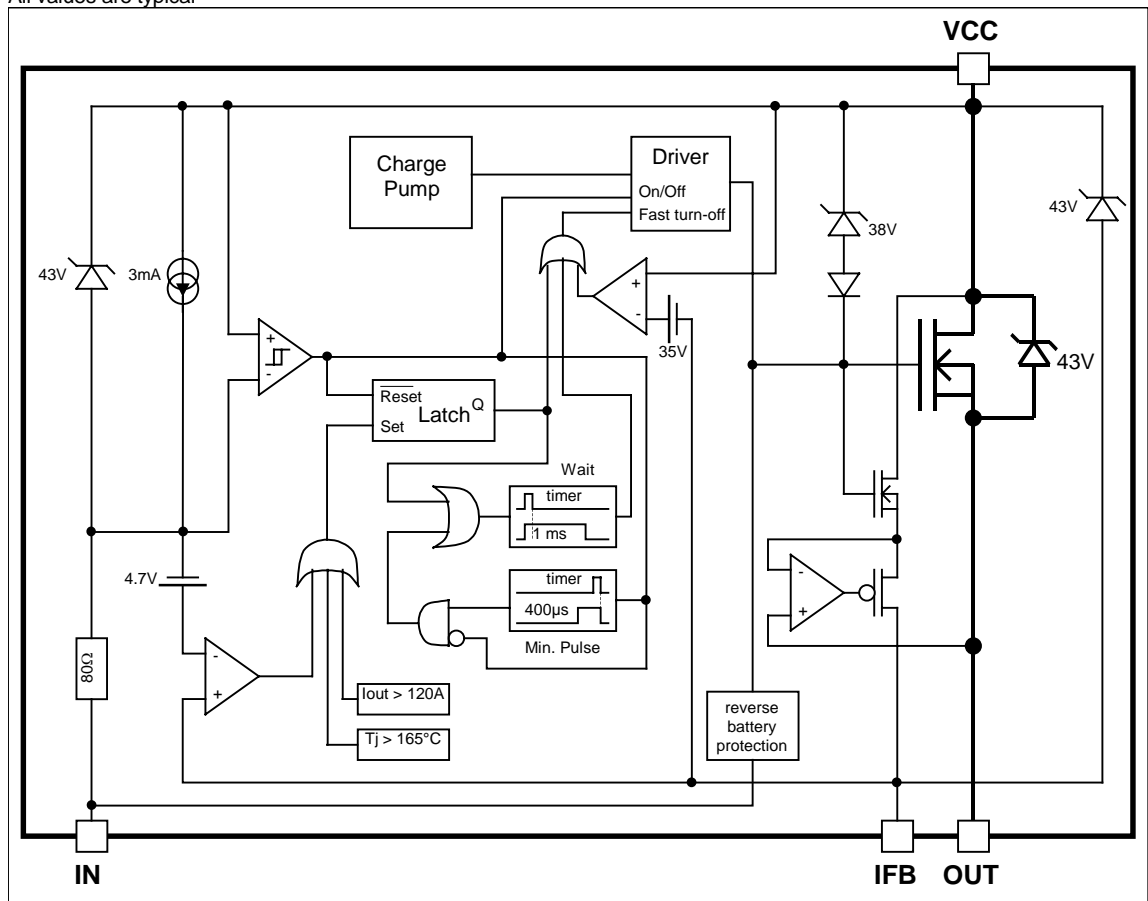 All values are typical
VCC
Charge
Pump
Driver
On/Off
Fast turn-off
43V
3mA
38V
43V
+
-
+
-
35V
43V
Reset
Latch
Q
Set
Wait
timer
1 ms
4.7V
timer
400µs
Min. Pulse
-
+
80Ω
-
+
Iout > 120A
Tj > 165°C
reverse
battery
protection
IN
IFB
OUT